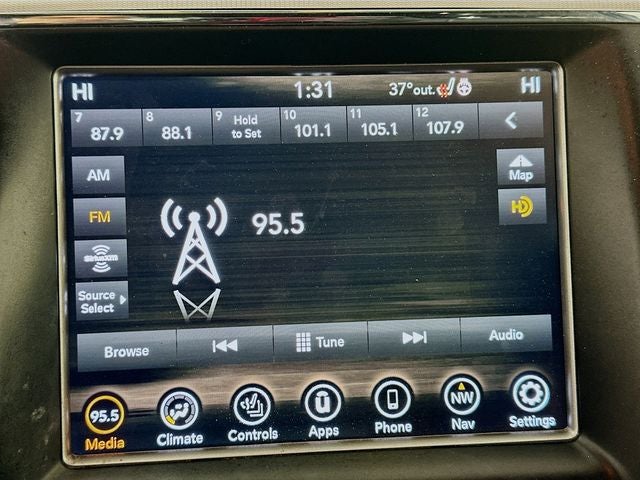 HI 1:31 37°out. HI
7 87.9 8 88.1 9 Hold to Set 10 101.1 11 105.1 12 107.9
AM
Map
FM
HD
95.5
SiriusXM
Source
Select
Browse Tune Audio
95.5 NW
Media Climate Controls Apps Phone Nav Settings